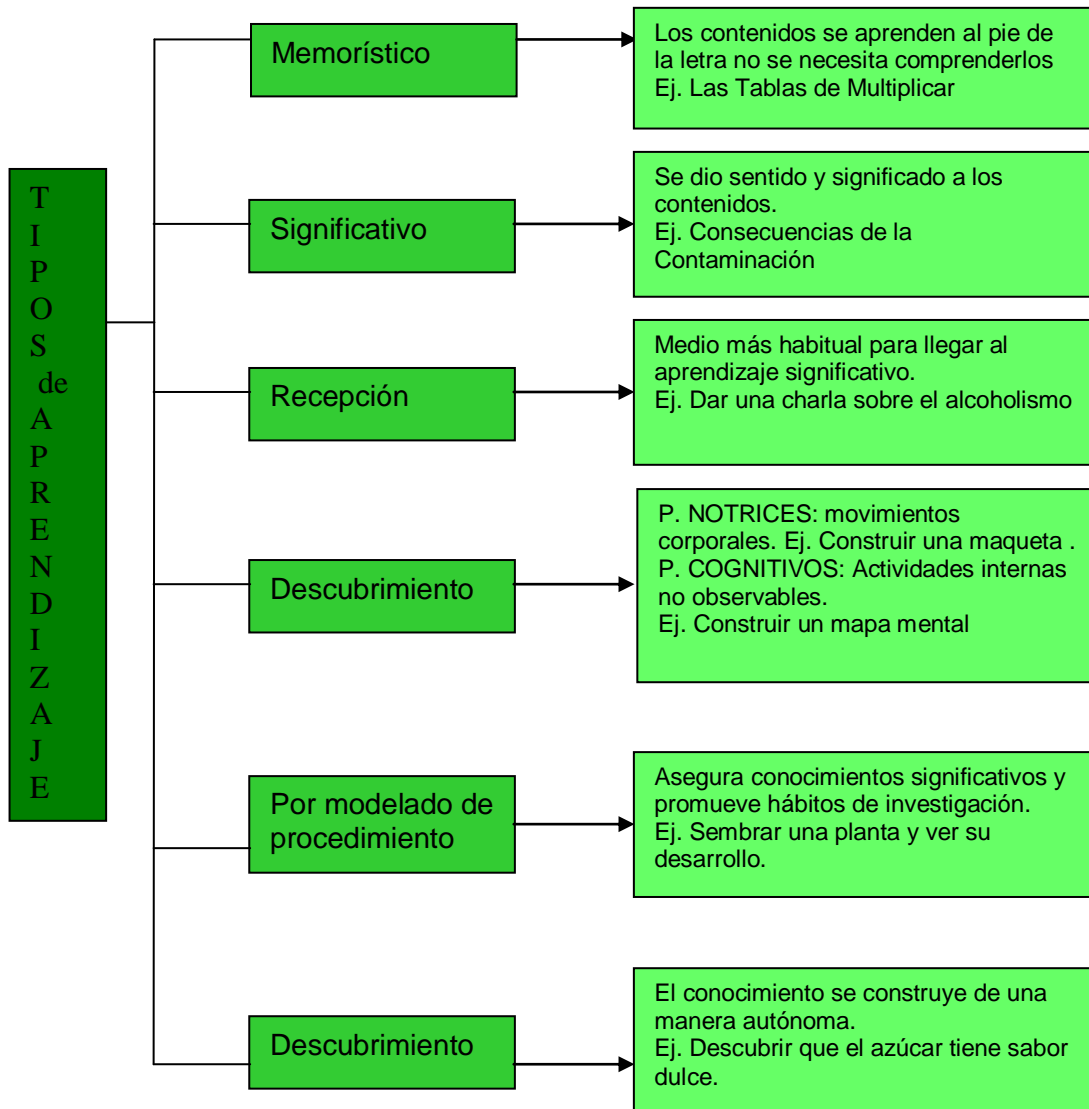 T
I
P
O
S
de
A
P
R
E
N
D
I
Z
A
J
E
Memorístico
Los contenidos se aprenden al pie de
la letra no se necesita comprenderlos
Ej. Las Tablas de Multiplicar
Significativo
Se dio sentido y significado a los
contenidos.
Ej. Consecuencias de la
Contaminación
Recepción
Medio más habitual para llegar al
aprendizaje significativo.
Ej. Dar una charla sobre el alcoholismo
Descubrimiento
P. NOTRICES: movimientos
corporales. Ej. Construir una maqueta .
P. COGNITIVOS: Actividades internas
no observables.
Ej. Construir un mapa mental
Por modelado de
procedimiento
Asegura conocimientos significativos y
promueve hábitos de investigación.
Ej. Sembrar una planta y ver su
desarrollo.
Descubrimiento
El conocimiento se construye de una
manera autónoma.
Ej. Descubrir que el azúcar tiene sabor
dulce.